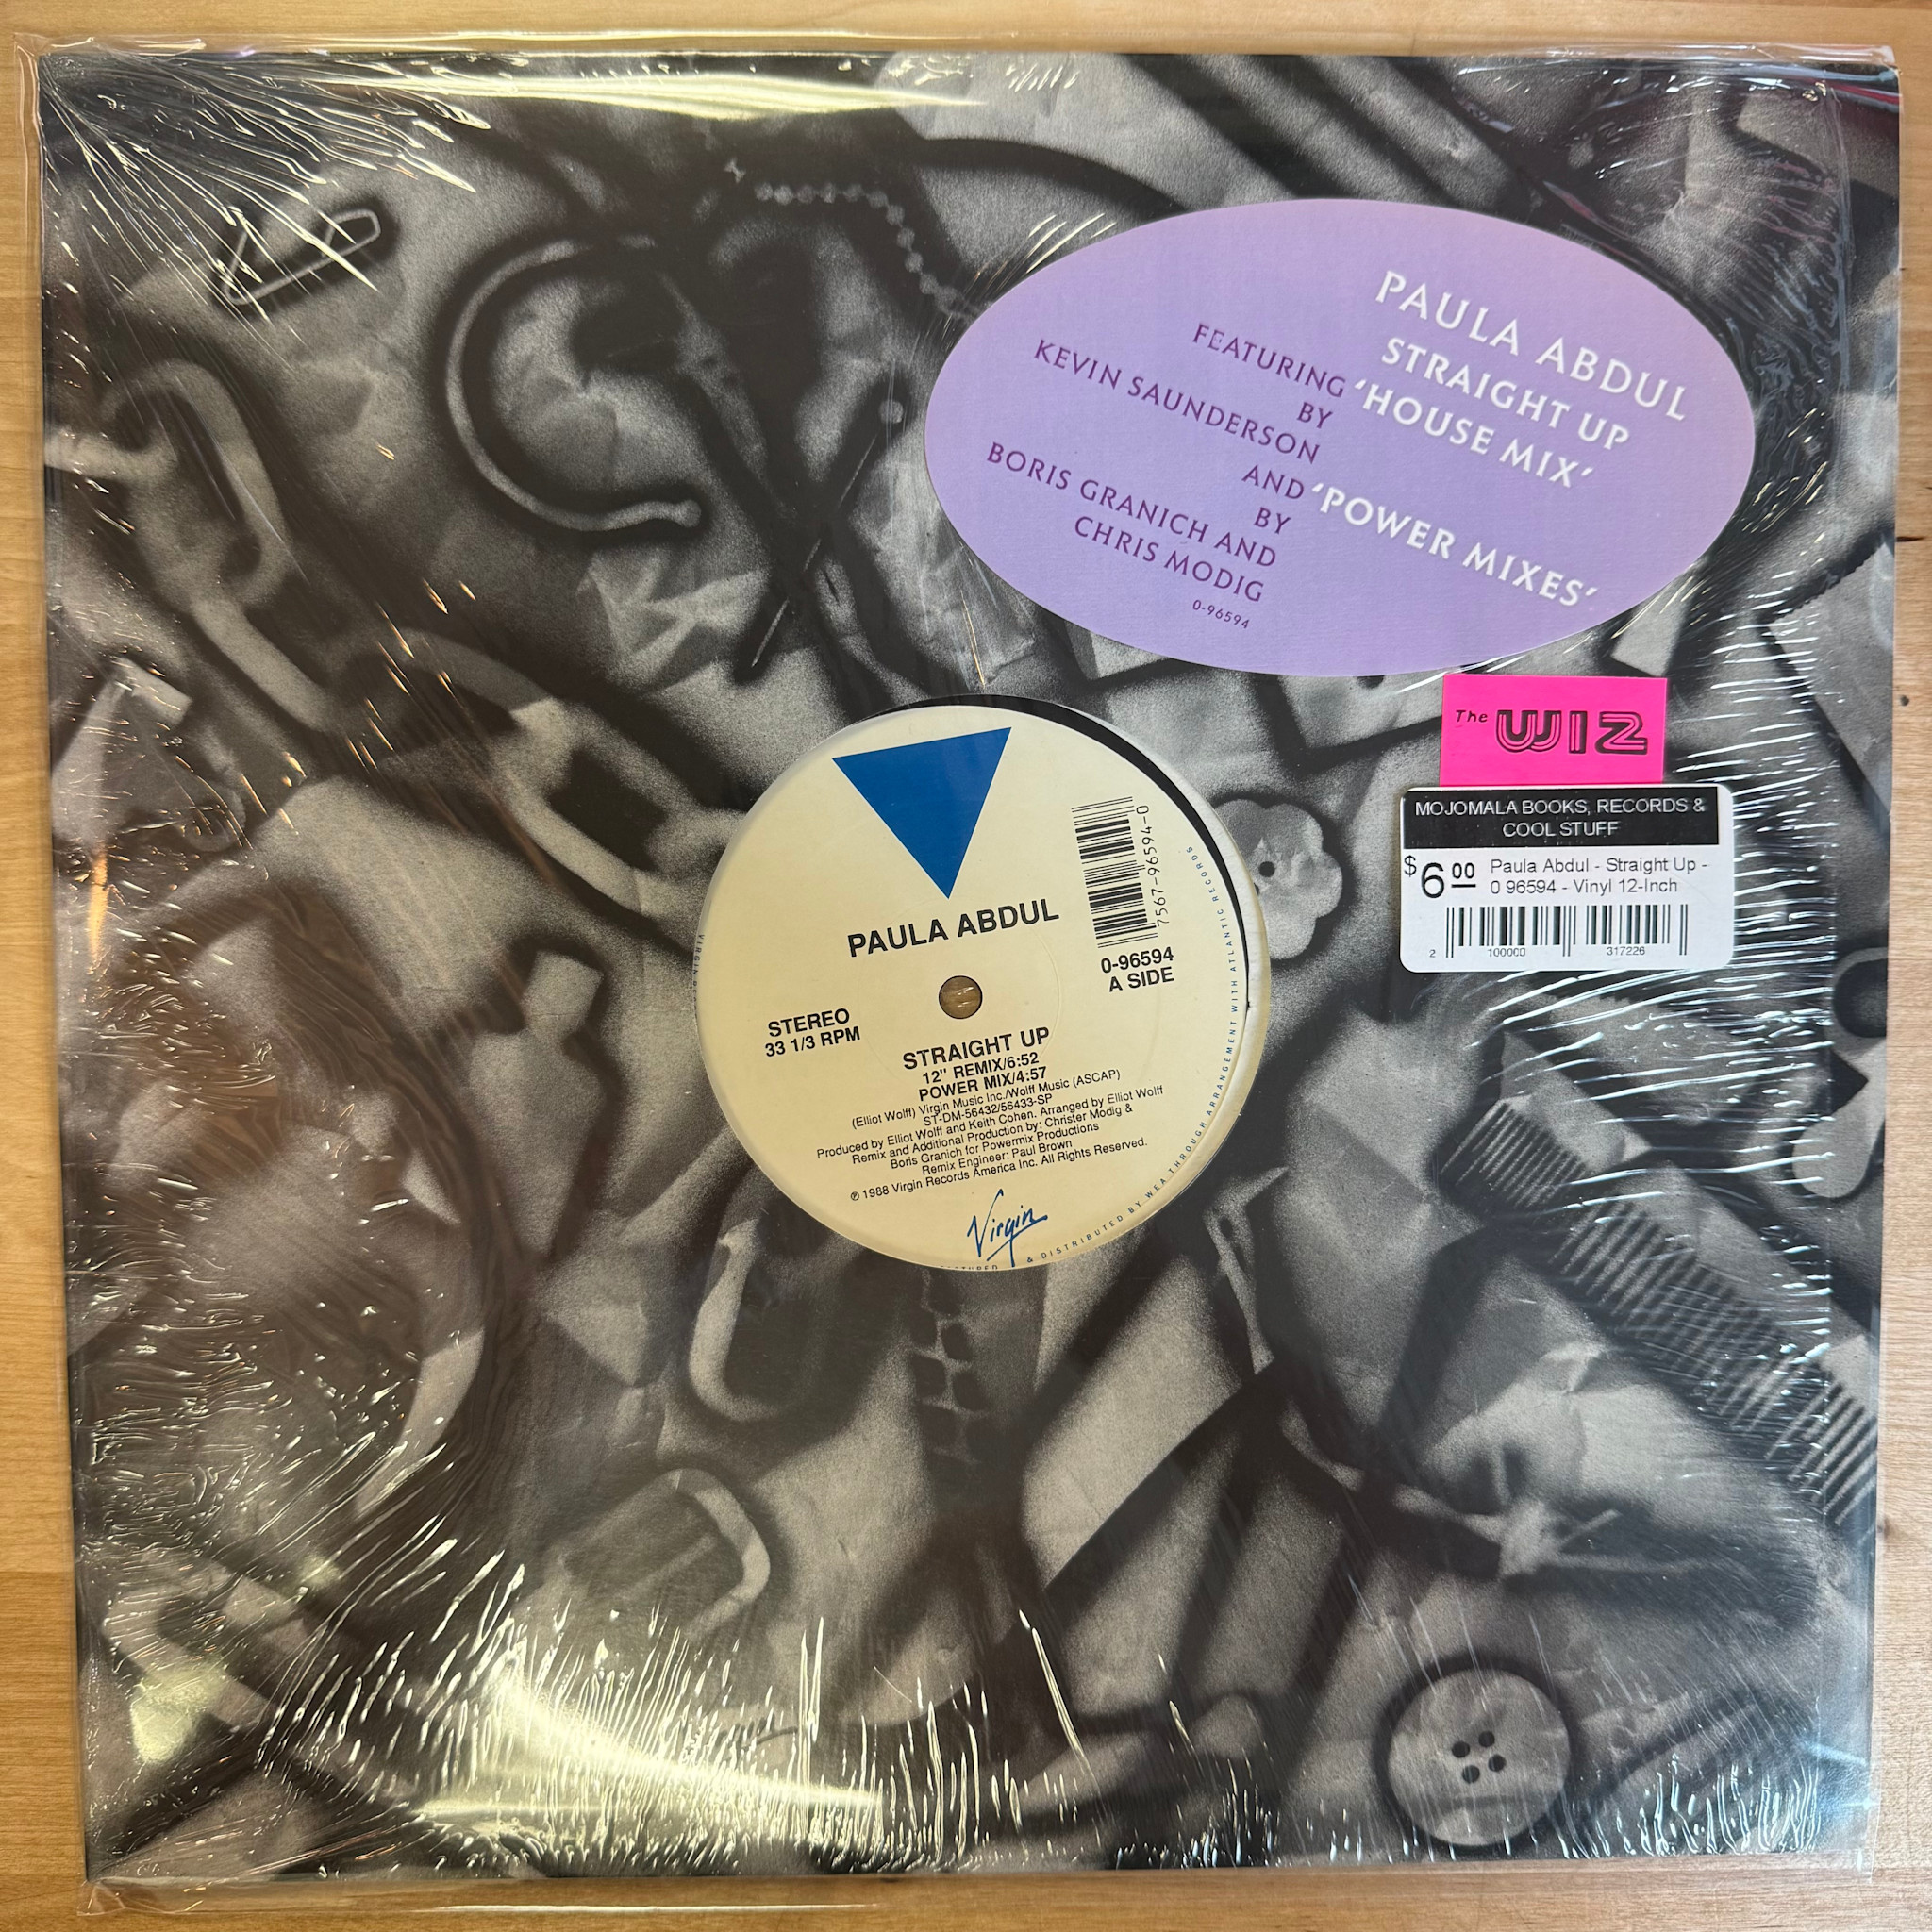 PAULA ABDUL
STRAIGHT UP
FEATURING 'HOUSE MIX'
BY
KEVIN SAUNDERSON
AND 'POWER MIXES'
BY
BORIS GRANICH AND
CHRIS MODIG
0-96594
The WIZ
MOJOMALA BOOKS, RECORDS &
COOL STUFF
$6 00
Paula Abdul - Straight Up -
0 96594 - Vinyl 12-Inch
2 100000 317226
7567-96594-0
PAULA ABDUL
0-96594
A SIDE
STEREO
33 1/3 RPM
STRAIGHT UP
12" REMIX/6:52
POWER MIX/4:57
(Elliot Wolff) Virgin Music Inc./Wolff Music (ASCAP)
ST-DM-56432/56433-SP
Produced by Elliot Wolff and Keith Cohen. Arranged by Elliot Wolff
Remix and Additional Production by: Christer Modig &
Boris Granich for Powermix Productions
Remix Engineer: Paul Brown
℗ 1988 Virgin Records America Inc. All Rights Reserved.
Virgin
& DISTRIBUTED BY WEA THROUGH ARRANGEMENT WITH ATLANTIC RECORDS